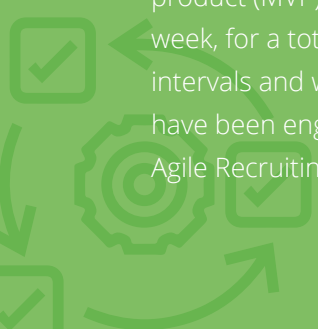 product (MVP)
week, for a tot
intervals and
have been eng
Agile Recruitin